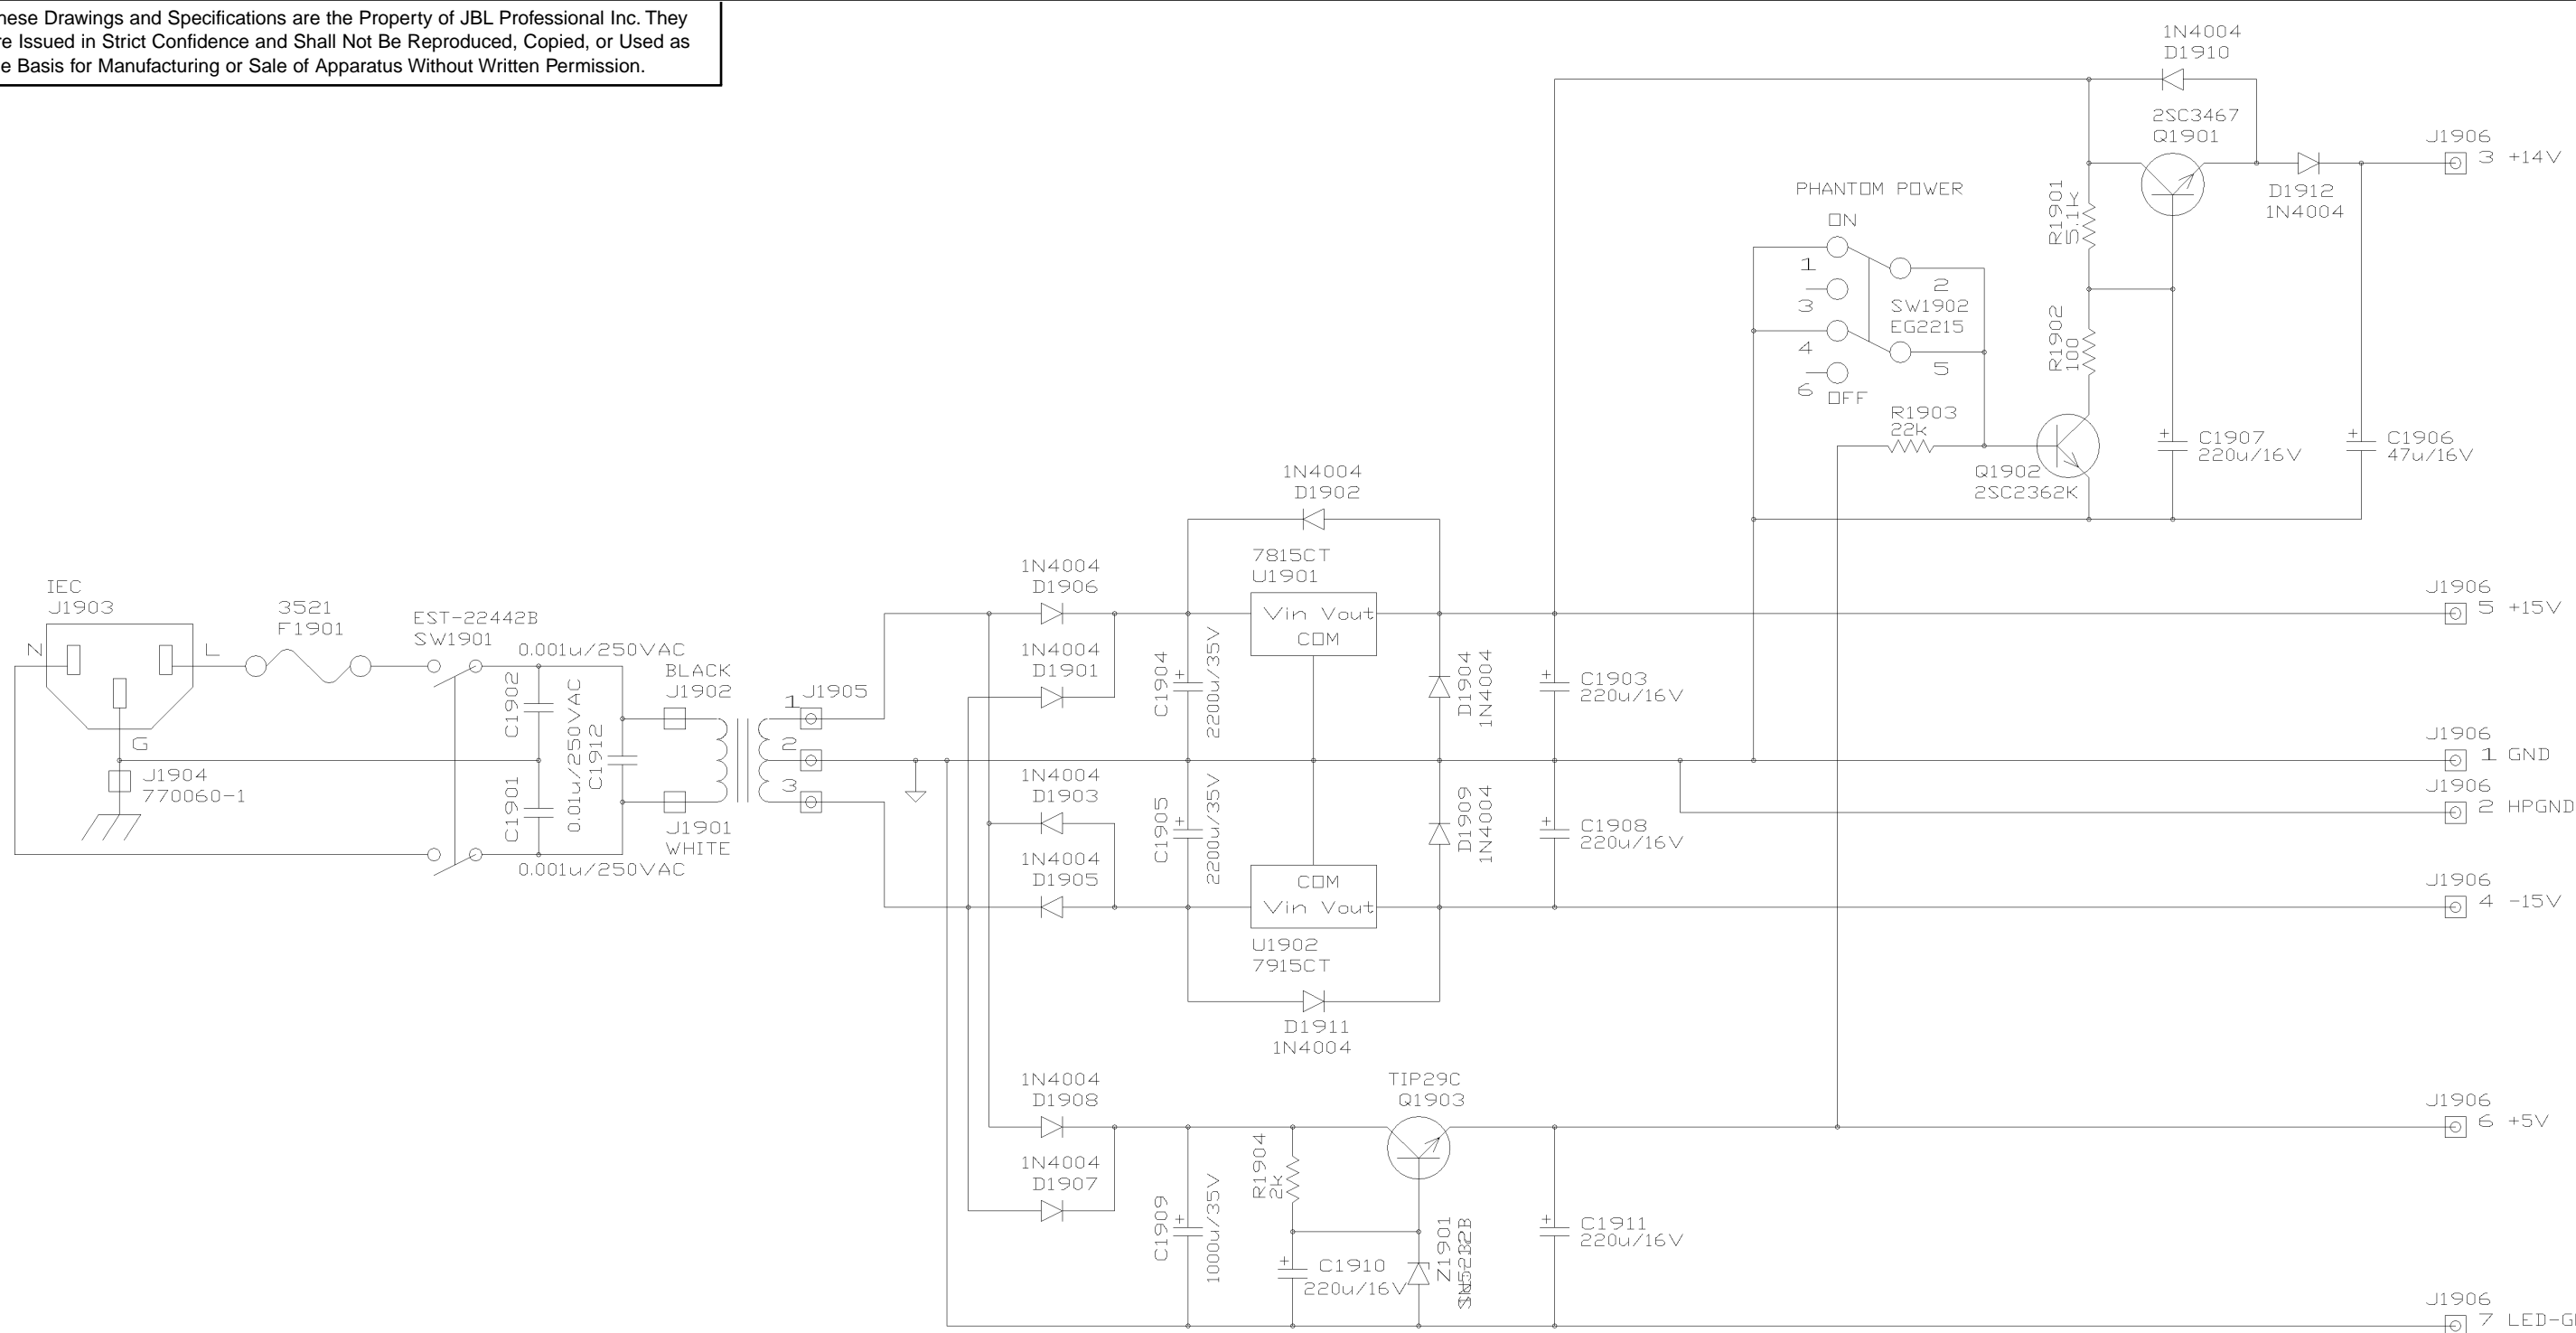 hese Drawings and Specifications are the Property of JBL Professional Inc. They
re Issued in Strict Confidence and Shall Not Be Reproduced, Copied, or Used as
e Basis for Manufacturing or Sale of Apparatus Without Written Permission.
1N4004
D1910
2SC3467
Q1901
J1906
3 +14V
D1912
1N4004
PHANTOM POWER
ON
1
2
3
SW1902
EG2215
4
5
6
OFF
R1901
5.1K
R1902
100
R1903
22k
Q1902
2SC2362K
C1907
220u/16V
C1906
47u/16V
1N4004
D1902
7815CT
U1901
Vin Vout
COM
1N4004
D1906
1N4004
D1901
J1906
5 +15V
IEC
J1903
N
L
G
3521
F1901
EST-22442B
SW1901
0.001u/250VAC
C1902
0.01u/250VAC
C1912
C1901
0.001u/250VAC
BLACK
J1902
J1901
WHITE
J1904
770060-1
J1905
1
2
3
C1904
2200u/35V
D1904
1N4004
C1903
220u/16V
J1906
1 GND
J1906
2 HPGND
1N4004
D1903
1N4004
D1905
C1905
2200u/35V
D1909
1N4004
C1908
220u/16V
COM
Vin Vout
U1902
7915CT
J1906
4 -15V
D1911
1N4004
1N4004
D1908
1N4004
D1907
TIP29C
Q1903
J1906
6 +5V
R1904
2K
C1909
1000u/35V
C1910
220u/16V
Z1901
C1911
220u/16V
J1906
7 LED-G